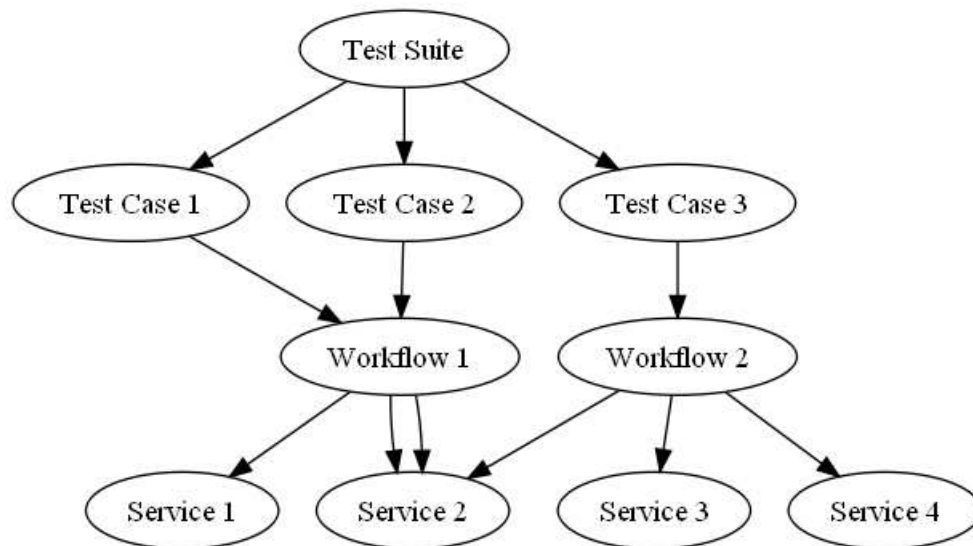 Test Suite
Test Case 1
Test Case 2
Test Case 3
Workflow 1
Workflow 2
Service 1
Service 2
Service 3
Service 4